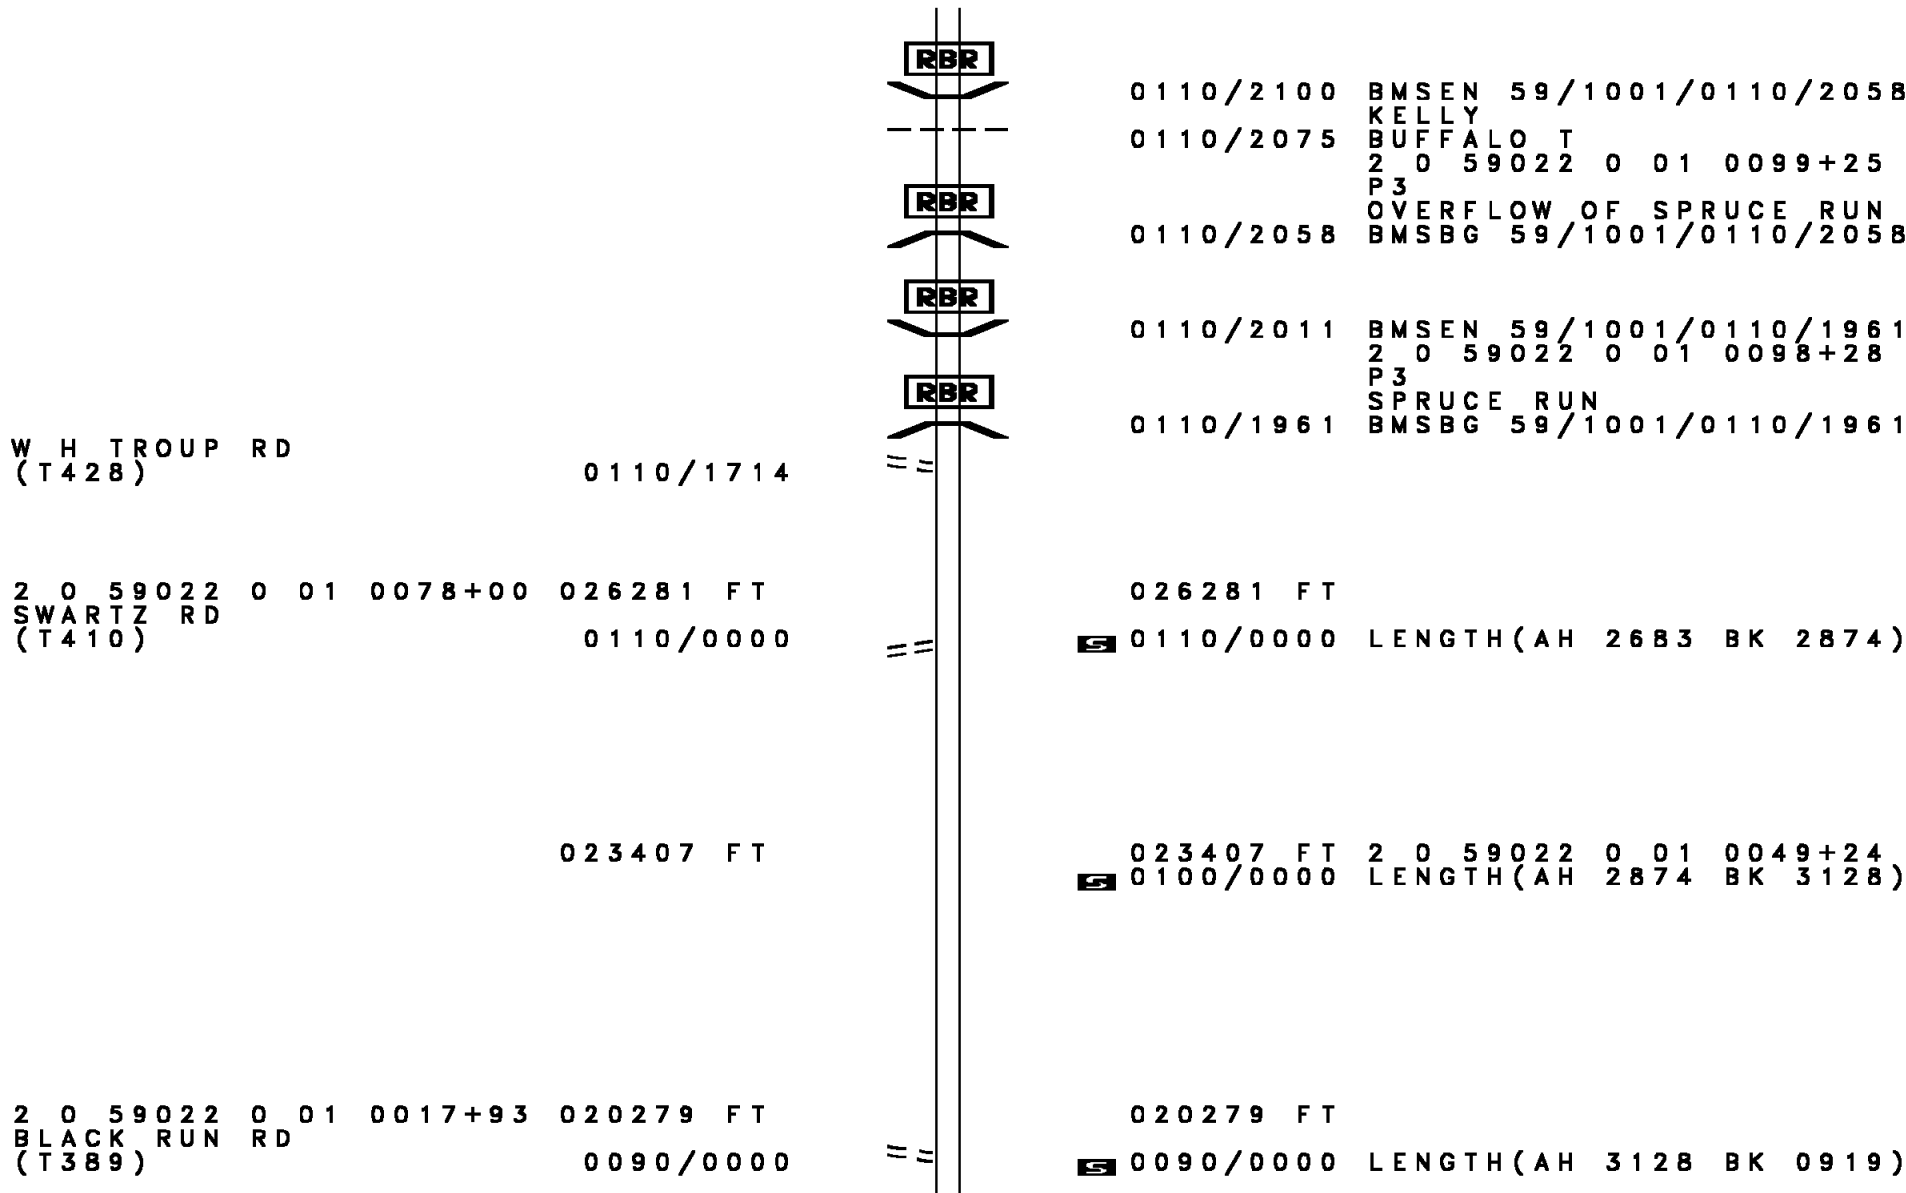 RBR
0110/2100 BMSEN 59/1001/0110/2058
KELLY
0110/2075 BUFFALO T
2 0 59022 0 01 0099+25
P3
RBR
OVERFLOW OF SPRUCE RUN
0110/2058 BMSBG 59/1001/0110/2058
RBR
0110/2011 BMSEN 59/1001/0110/1961
2 0 59022 0 01 0098+28
P3
RBR
SPRUCE RUN
0110/1961 BMSBG 59/1001/0110/1961
W H TROUP RD
(T428) 0110/1714
2 0 59022 0 01 0078+00 026281 FT 026281 FT
SWARTZ RD
(T410) 0110/0000 S 0110/0000 LENGTH(AH 2683 BK 2874)
023407 FT 023407 FT 2 0 59022 0 01 0049+24
S 0100/0000 LENGTH(AH 2874 BK 3128)
2 0 59022 0 01 0017+93 020279 FT 020279 FT
BLACK RUN RD
(T389) 0090/0000 S 0090/0000 LENGTH(AH 3128 BK 0919)